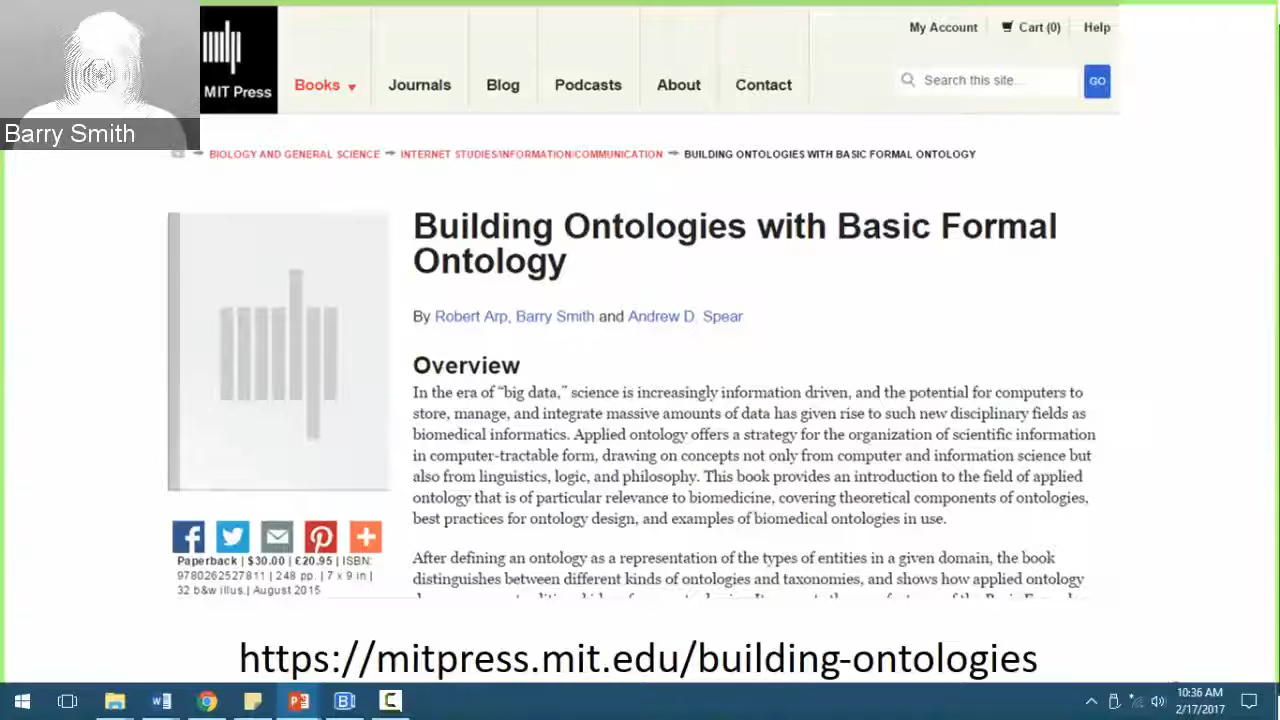 Barry Smith
MIT Press
Books
Journals
Blog
Podcasts
About
Contact
My Account
Cart (0)
Help
Search this site...
GO
BIOLOGY AND GENERAL SCIENCE
INTERNET STUDIES/INFORMATION/COMMUNICATION
BUILDING ONTOLOGIES WITH BASIC FORMAL ONTOLOGY
Building Ontologies with Basic Formal
Ontology
By Robert Arp, Barry Smith and Andrew D. Spear
Overview
In the era of “big data,” science is increasingly information driven, and the potential for computers to
store, manage, and integrate massive amounts of data has given rise to such new disciplinary fields as
biomedical informatics. Applied ontology offers a strategy for the organization of scientific information
in computer-tractable form, drawing on concepts not only from computer and information science but
also from linguistics, logic, and philosophy. This book provides an introduction to the field of applied
ontology that is of particular relevance to biomedicine, covering theoretical components of ontologies,
best practices for ontology design, and examples of biomedical ontologies in use.
After defining an ontology as a representation of the types of entities in a given domain, the book
distinguishes between different kinds of ontologies and taxonomies, and shows how applied ontology
Paperback | $30.00 | £20.95 | ISBN:
9780262527811 | 248 pp. | 7 x 9 in |
32 b&w illus.| August 2015
https://mitpress.mit.edu/building-ontologies
10:36 AM
2/17/2017